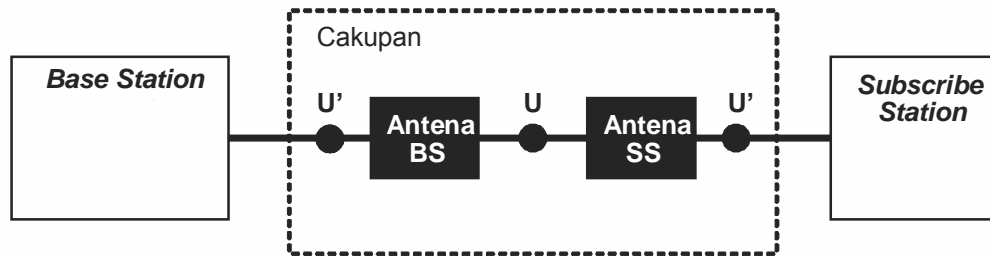 Cakupan
Base Station
U’
Antena
BS
U
Antena
SS
U’
Subscribe
Station